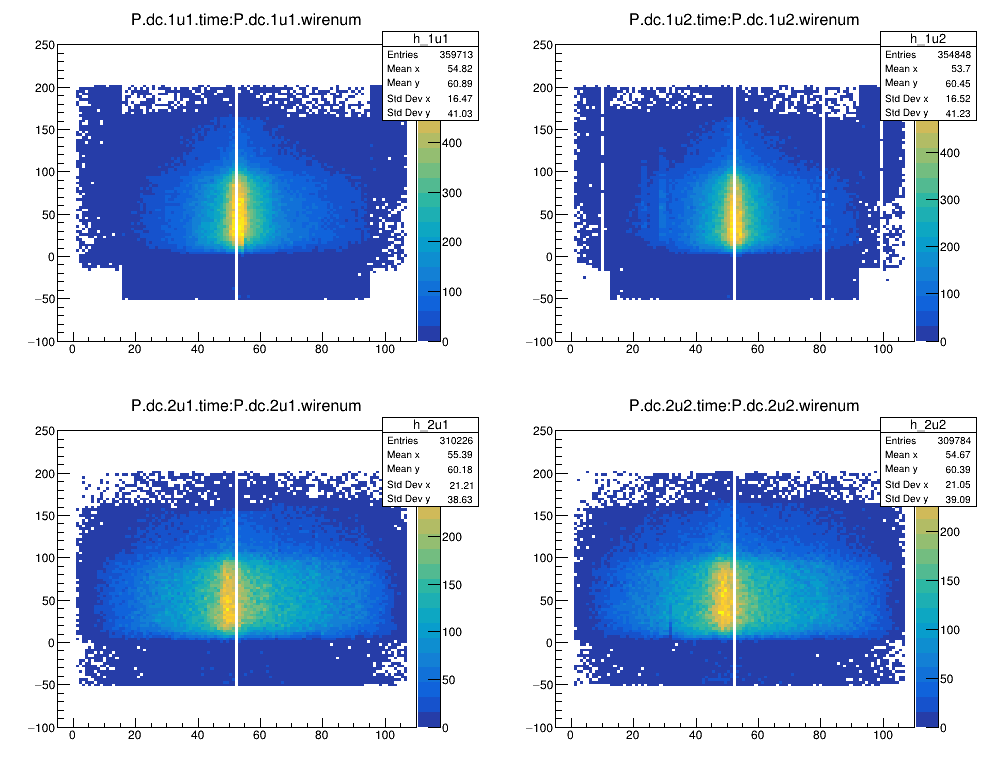 P.dc.1u1.time:P.dc.1u1.wirenum
h_1u1
Entries 359713
Mean x 54.82
Mean y 60.89
Std Dev x 16.47
Std Dev y 41.03
250
200
150
100
50
0
−50
−100
0 20 40 60 80 100
400
300
200
100
0
P.dc.1u2.time:P.dc.1u2.wirenum
h_1u2
Entries 354848
Mean x 53.7
Mean y 60.45
Std Dev x 16.52
Std Dev y 41.23
250
200
150
100
50
0
−50
−100
0 20 40 60 80 100
400
300
200
100
0
P.dc.2u1.time:P.dc.2u1.wirenum
h_2u1
Entries 310226
Mean x 55.39
Mean y 60.18
Std Dev x 21.21
Std Dev y 38.63
250
200
150
100
50
0
−50
−100
0 20 40 60 80 100
200
150
100
50
0
P.dc.2u2.time:P.dc.2u2.wirenum
h_2u2
Entries 309784
Mean x 54.67
Mean y 60.39
Std Dev x 21.05
Std Dev y 39.09
250
200
150
100
50
0
−50
−100
0 20 40 60 80 100
200
150
100
50
0